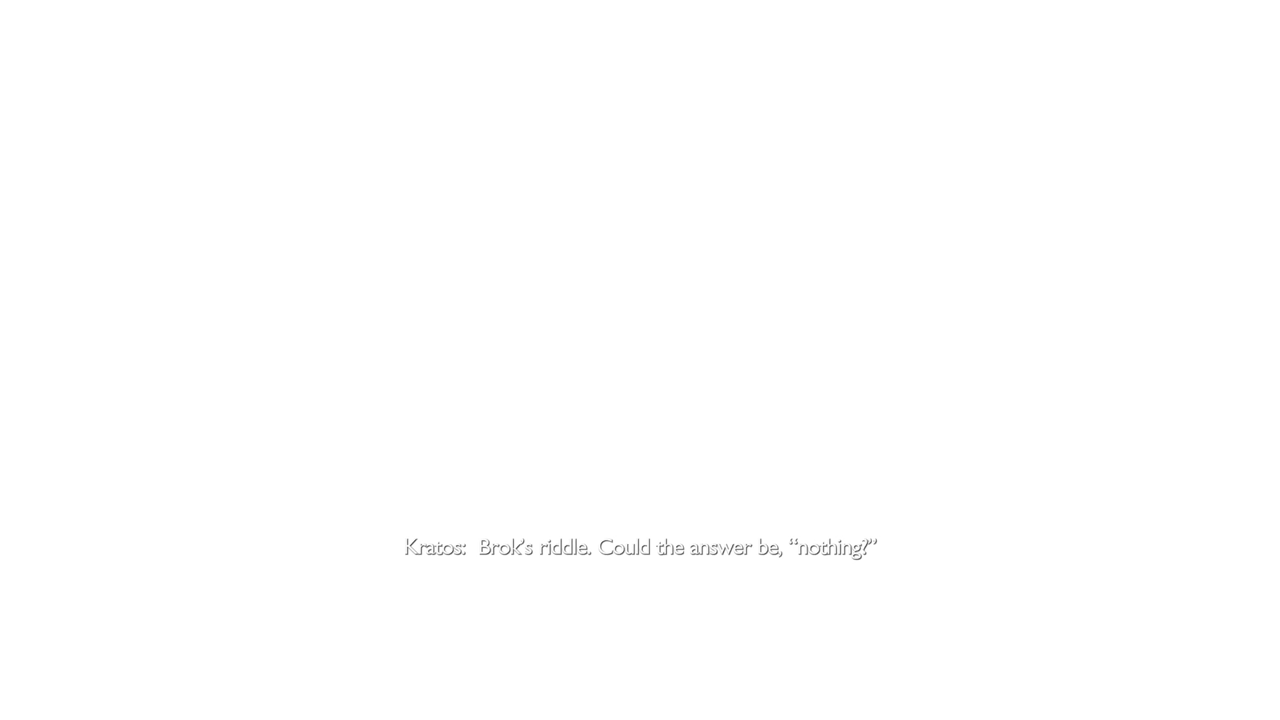 Kratos:  Brok's riddle. Could the answer be, “nothing?”